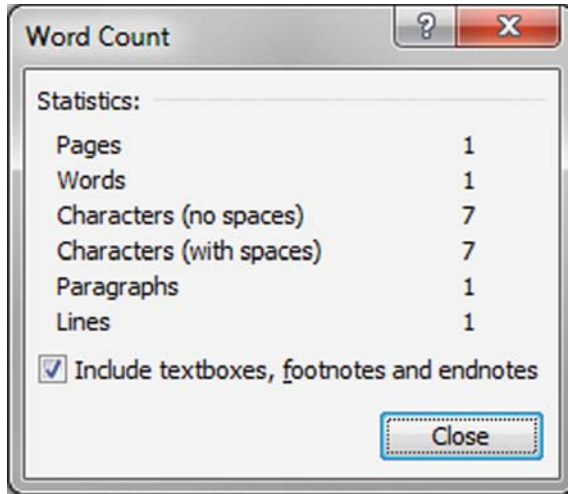 Word Count
Statistics:
Pages 1
Words 1
Characters (no spaces) 7
Characters (with spaces) 7
Paragraphs 1
Lines 1
Include textboxes, footnotes and endnotes
Close